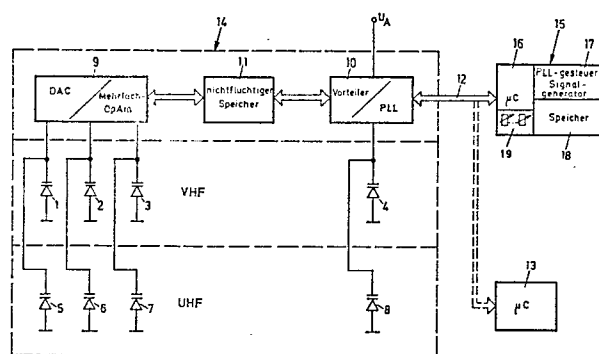 U_A
14
9
11
10
15
16
17
DAC
Mehrfach-
OpAm
nichtflüchtiger
Speicher
Vorteiler
PLL
12
µC
PLL-gesteuer
Signal-
generator
Speicher
19
18
VHF
1
2
3
4
13
µC
UHF
5
6
7
8